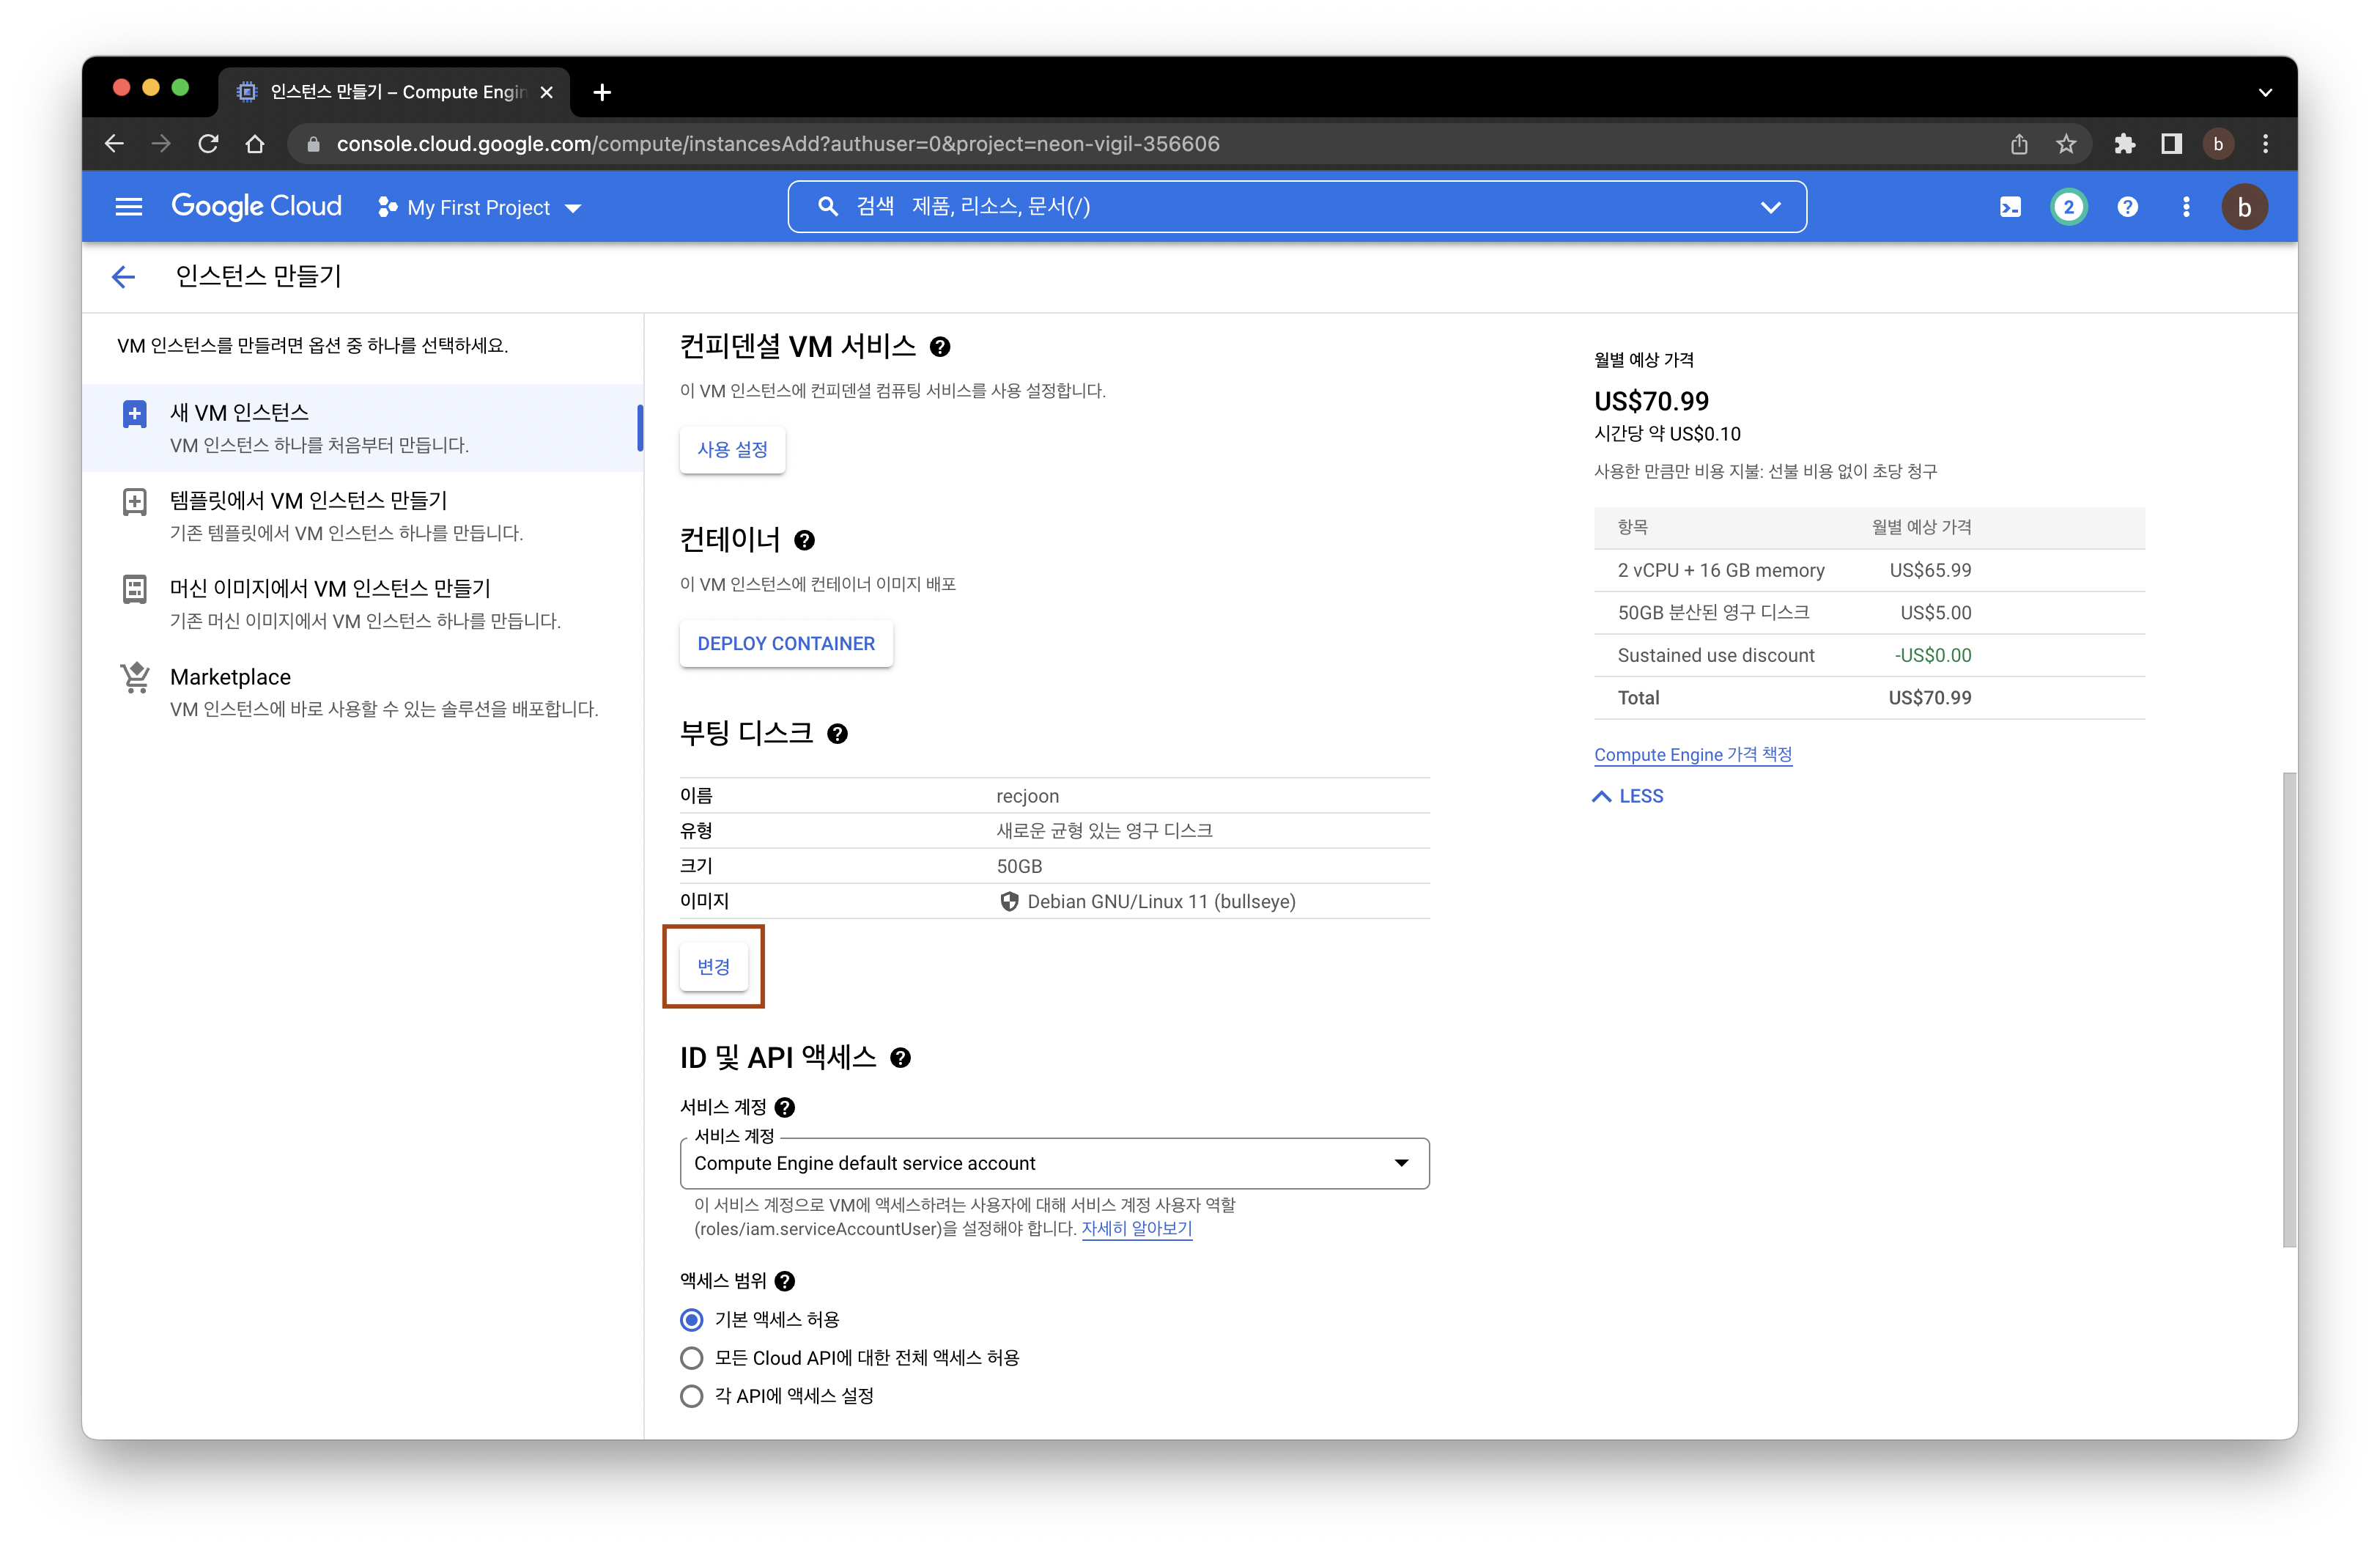 인스턴스 만들기 – Compute Engin
console.cloud.google.com/compute/instancesAdd?authuser=0&project=neon-vigil-356606
b
Google Cloud
My First Project
검색 제품, 리소스, 문서(/)
2
b
인스턴스 만들기
VM 인스턴스를 만들려면 옵션 중 하나를 선택하세요.
새 VM 인스턴스
VM 인스턴스 하나를 처음부터 만듭니다.
템플릿에서 VM 인스턴스 만들기
기존 템플릿에서 VM 인스턴스 하나를 만듭니다.
머신 이미지에서 VM 인스턴스 만들기
기존 머신 이미지에서 VM 인스턴스 하나를 만듭니다.
Marketplace
VM 인스턴스에 바로 사용할 수 있는 솔루션을 배포합니다.
컨피덴셜 VM 서비스
이 VM 인스턴스에 컨피덴셜 컴퓨팅 서비스를 사용 설정합니다.
사용 설정
컨테이너
이 VM 인스턴스에 컨테이너 이미지 배포
DEPLOY CONTAINER
부팅 디스크
이름 recjoon
유형 새로운 균형 있는 영구 디스크
크기 50GB
이미지 Debian GNU/Linux 11 (bullseye)
변경
ID 및 API 액세스
서비스 계정
서비스 계정
Compute Engine default service account
이 서비스 계정으로 VM에 액세스하려는 사용자에 대해 서비스 계정 사용자 역할
(roles/iam.serviceAccountUser)을 설정해야 합니다. 자세히 알아보기
액세스 범위
기본 액세스 허용
모든 Cloud API에 대한 전체 액세스 허용
각 API에 액세스 설정
월별 예상 가격
US$70.99
시간당 약 US$0.10
사용한 만큼만 비용 지불: 선불 비용 없이 초당 청구
항목 월별 예상 가격
2 vCPU + 16 GB memory US$65.99
50GB 분산된 영구 디스크 US$5.00
Sustained use discount -US$0.00
Total US$70.99
Compute Engine 가격 책정
LESS